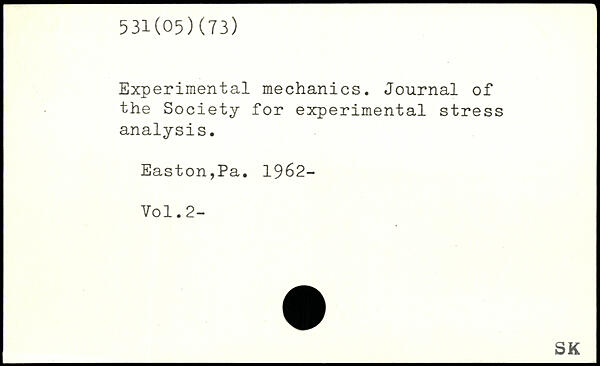 531(05)(73)
Experimental mechanics. Journal of
the Society for experimental stress
analysis.
Easton,Pa. 1962-
Vol.2-
SK